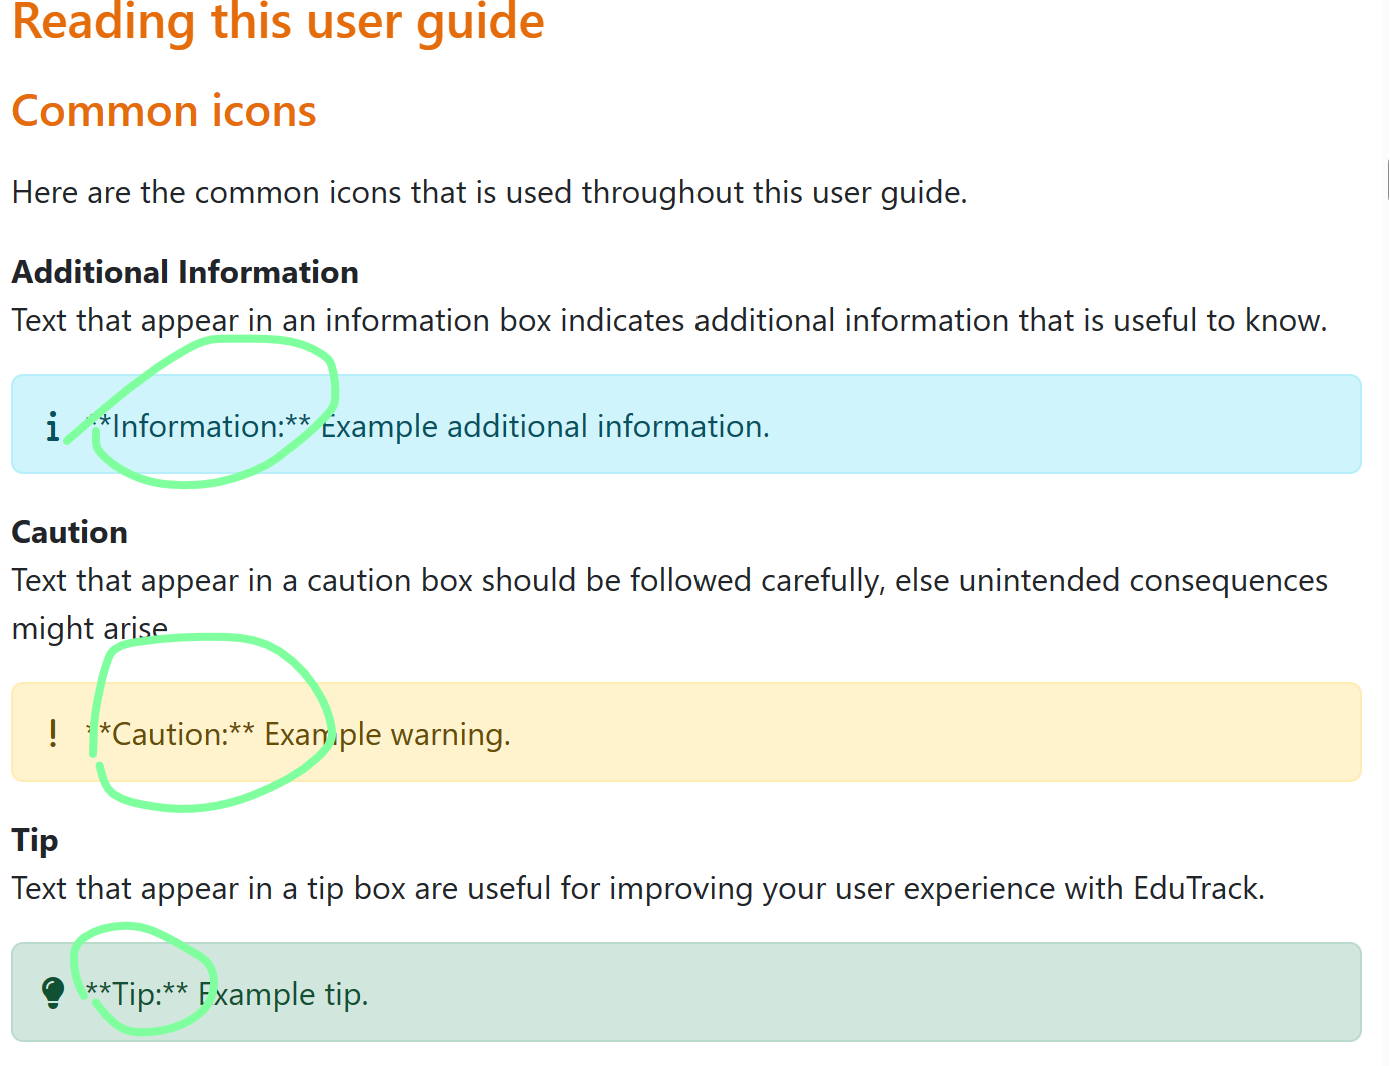 Reading this user guide
Common icons
Here are the common icons that is used throughout this user guide.
Additional Information
Text that appear in an information box indicates additional information that is useful to know.
**Information:** Example additional information.
Caution
Text that appear in a caution box should be followed carefully, else unintended consequences
might arise
**Caution:** Example warning.
Tip
Text that appear in a tip box are useful for improving your user experience with EduTrack.
**Tip:** Example tip.